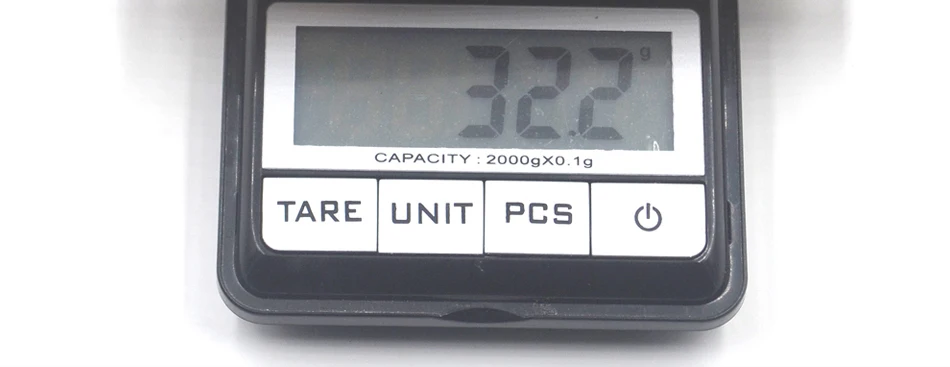 32.2 g
CAPACITY : 2000gX0.1g
TARE UNIT PCS